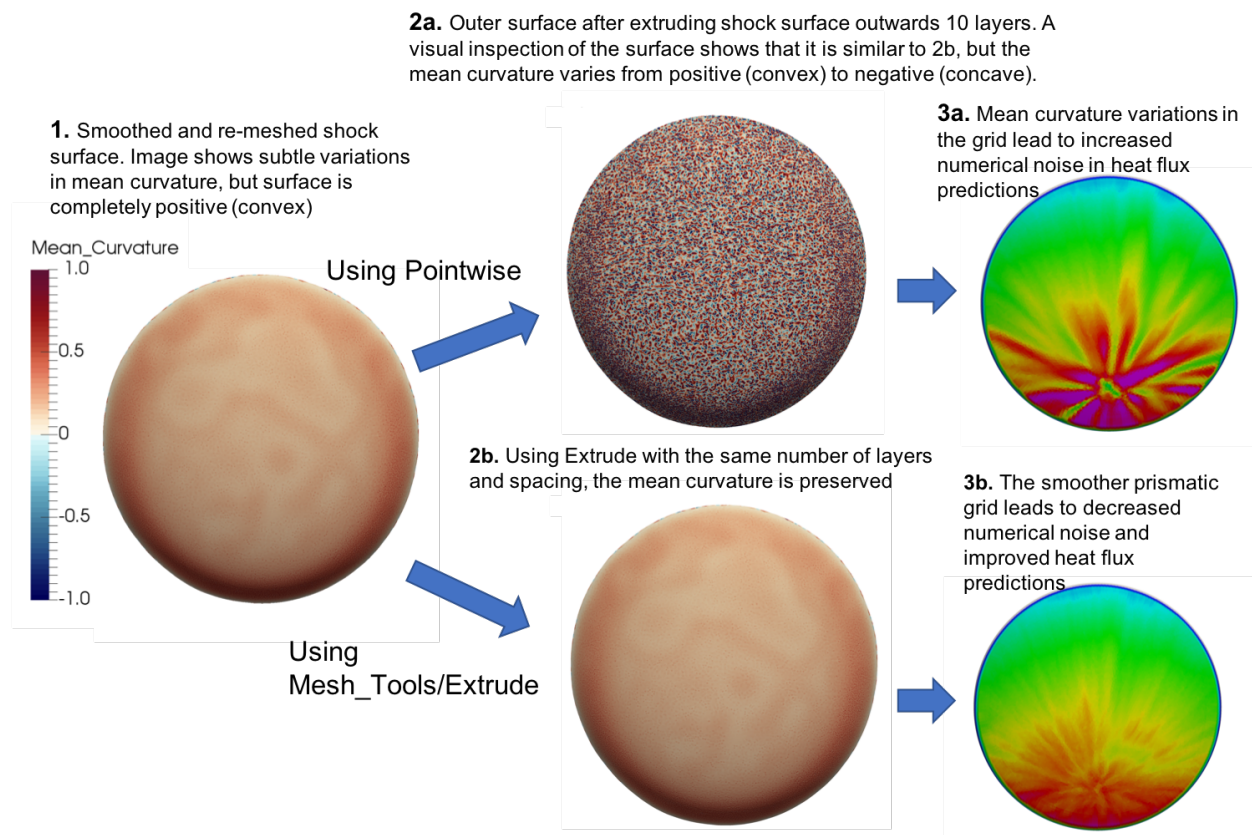 2a. Outer surface after extruding shock surface outwards 10 layers. A
visual inspection of the surface shows that it is similar to 2b, but the
mean curvature varies from positive (convex) to negative (concave).
1. Smoothed and re-meshed shock
surface. Image shows subtle variations
in mean curvature, but surface is
completely positive (convex)
3a. Mean curvature variations in
the grid lead to increased
numerical noise in heat flux
predictions
Mean_Curvature
1.0
0.5
0
-0.5
-1.0
Using Pointwise
2b. Using Extrude with the same number of layers
and spacing, the mean curvature is preserved
3b. The smoother prismatic
grid leads to decreased
numerical noise and
improved heat flux
predictions
Using
Mesh_Tools/Extrude